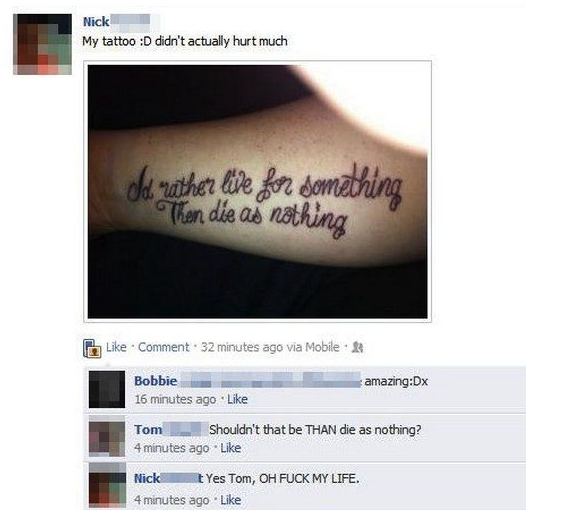 Nick
My tattoo :D didn't actually hurt much
Id rather live for something
Then die as nothing
Like · Comment · 32 minutes ago via Mobile ·
Bobbie amazing:Dx
16 minutes ago · Like
Tom Shouldn't that be THAN die as nothing?
4 minutes ago · Like
Nick t Yes Tom, OH FUCK MY LIFE.
4 minutes ago · Like